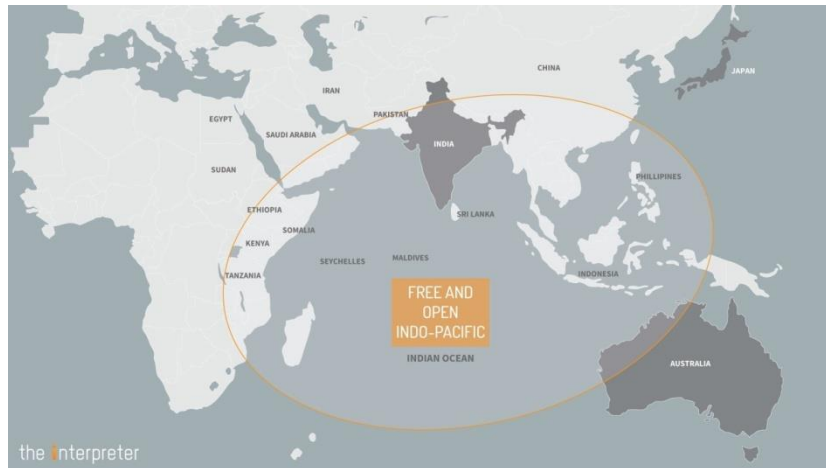 CHINA
JAPAN
IRAN
PAKISTAN
EGYPT
SAUDI ARABIA
INDIA
SUDAN
PHILLIPINES
ETHIOPIA
SRI LANKA
SOMALIA
KENYA
SEYCHELLES
MALDIVES
TANZANIA
INDONESIA
FREE AND
OPEN
INDO-PACIFIC
INDIAN OCEAN
AUSTRALIA
the interpreter